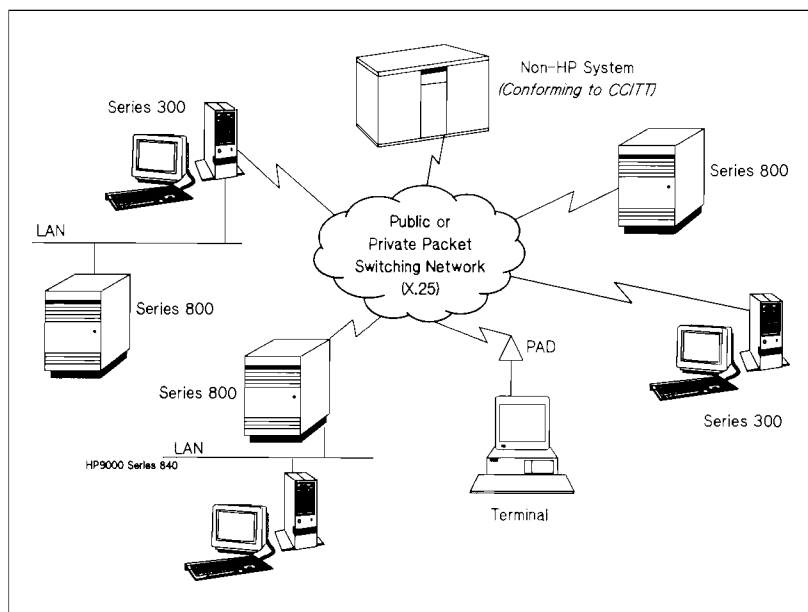 Non-HP System
(Conforming to CCITT)
Series 300
Series 800
Public or
Private Packet
Switching Network
(X.25)
LAN
Series 800
PAD
Series 800
Series 300
LAN
HP9000 Series 840
Terminal